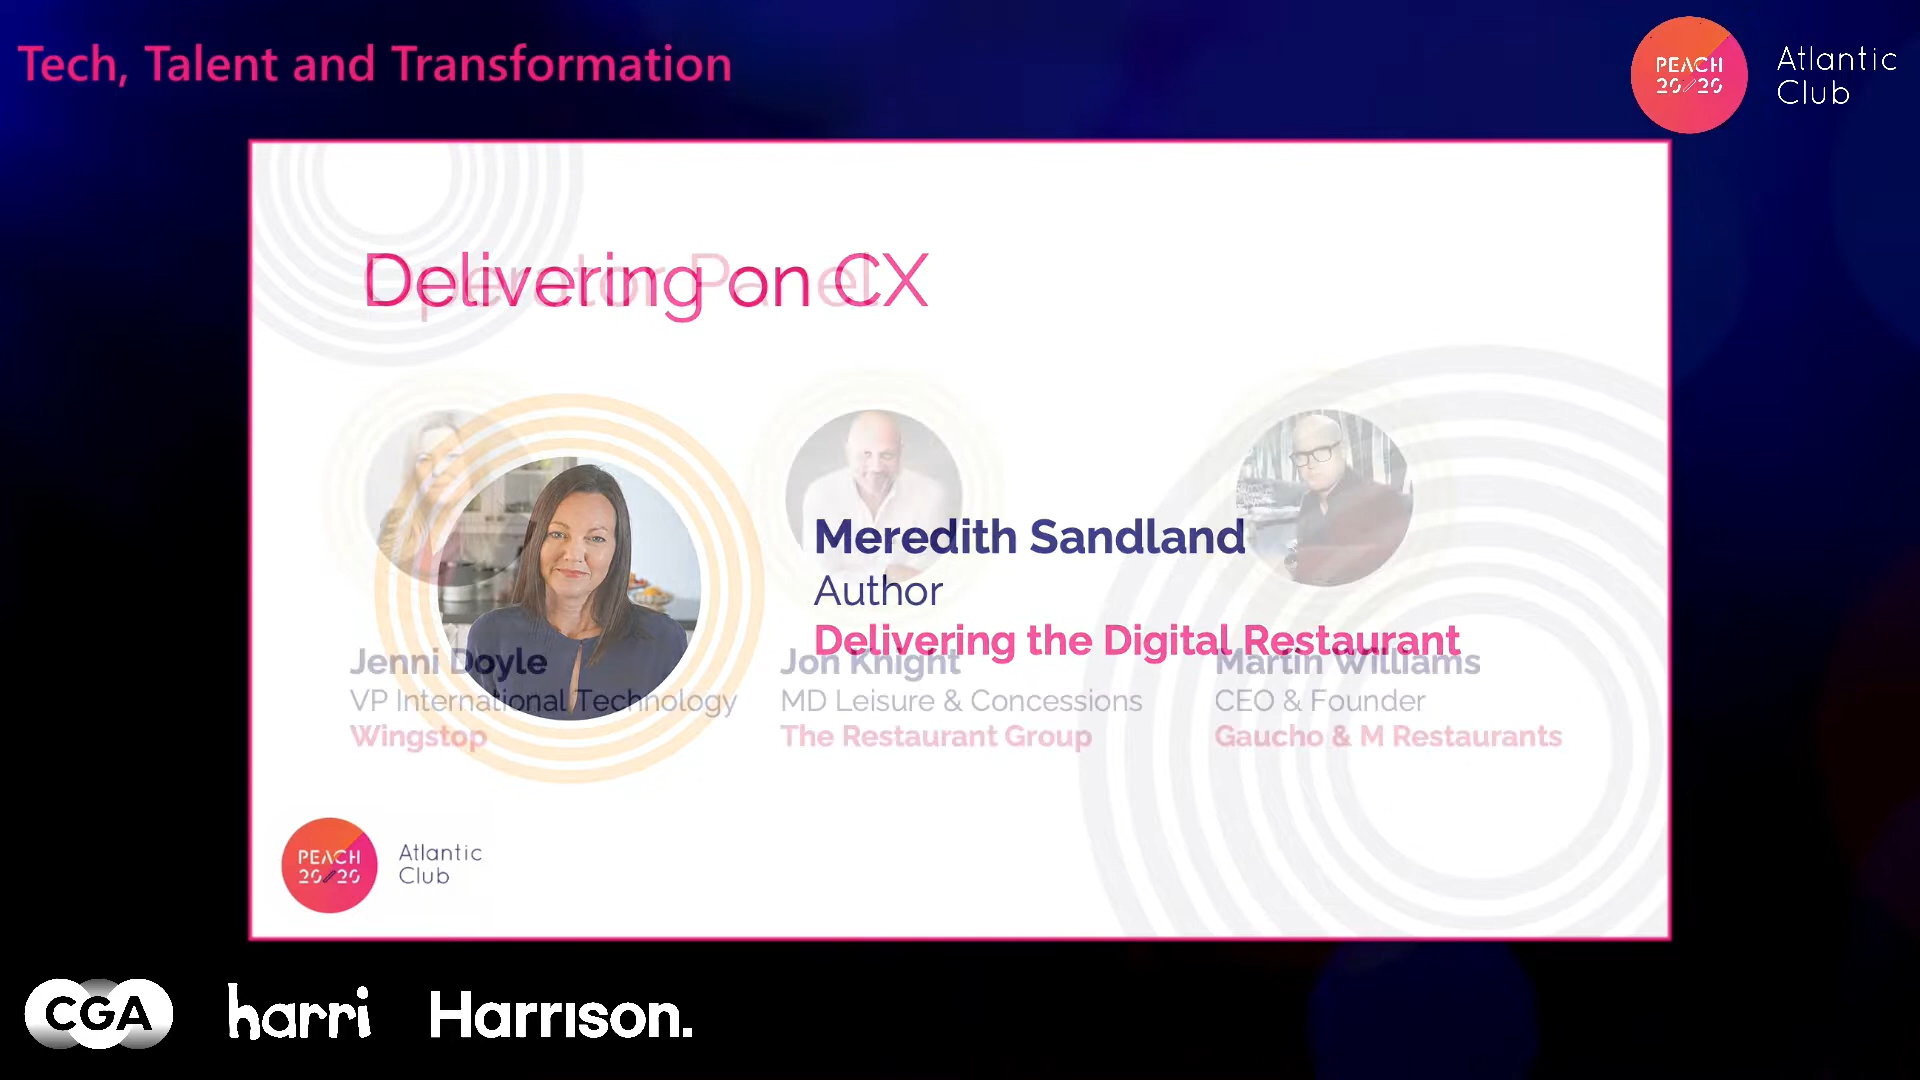 Tech, Talent and Transformation
PEACH
20/20
Atlantic
Club
Delivering on CX
Operator Panel
Meredith Sandland
Author
Delivering the Digital Restaurant
Jenni Doyle
VP International Technology
Wingstop
Jon Knight
MD Leisure & Concessions
The Restaurant Group
Martin Williams
CEO & Founder
Gaucho & M Restaurants
PEACH
20/20
Atlantic
Club
CGA
harri
Harrison.